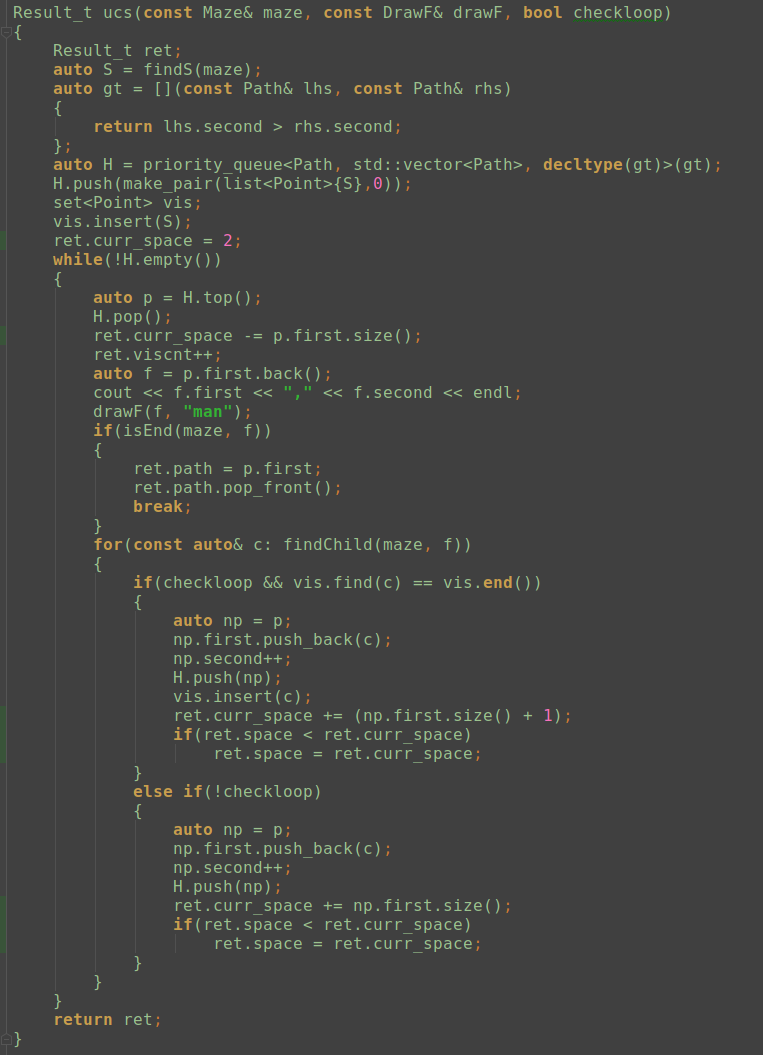 Result_t ucs(const Maze& maze, const DrawF& drawF, bool checkloop)
{
    Result_t ret;
    auto S = findS(maze);
    auto gt = [](const Path& lhs, const Path& rhs)
    {
        return lhs.second > rhs.second;
    };
    auto H = priority_queue<Path, std::vector<Path>, decltype(gt)>(gt);
    H.push(make_pair(list<Point>{S},0));
    set<Point> vis;
    vis.insert(S);
    ret.curr_space = 2;
    while(!H.empty())
    {
        auto p = H.top();
        H.pop();
        ret.curr_space -= p.first.size();
        ret.viscnt++;
        auto f = p.first.back();
        cout << f.first << "," << f.second << endl;
        drawF(f, "man");
        if(isEnd(maze, f))
        {
            ret.path = p.first;
            ret.path.pop_front();
            break;
        }
        for(const auto& c: findChild(maze, f))
        {
            if(checkloop && vis.find(c) == vis.end())
            {
                auto np = p;
                np.first.push_back(c);
                np.second++;
                H.push(np);
                vis.insert(c);
                ret.curr_space += (np.first.size() + 1);
                if(ret.space < ret.curr_space)
                    ret.space = ret.curr_space;
            }
            else if(!checkloop)
            {
                auto np = p;
                np.first.push_back(c);
                np.second++;
                H.push(np);
                ret.curr_space += np.first.size();
                if(ret.space < ret.curr_space)
                    ret.space = ret.curr_space;
            }
        }
    }
    return ret;
}